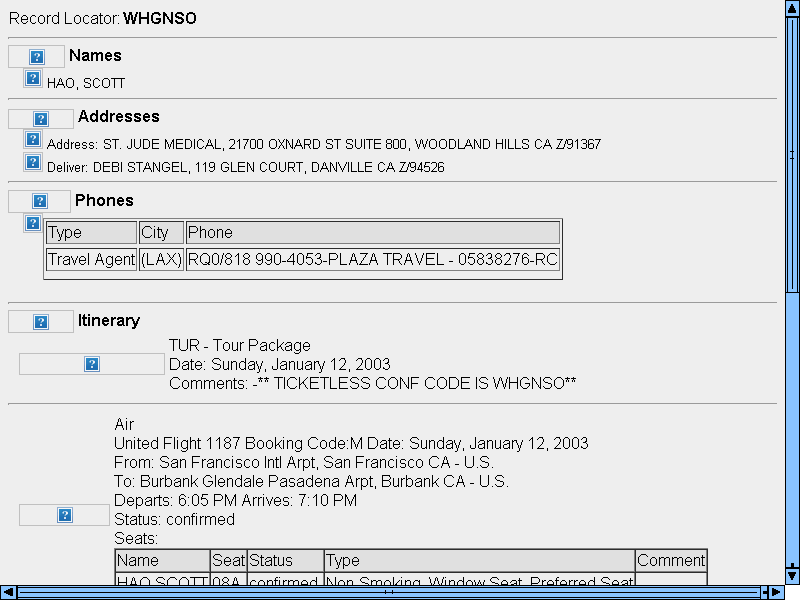 Record Locator: WHGNSO
Names
HAO, SCOTT
Addresses
Address: ST. JUDE MEDICAL, 21700 OXNARD ST SUITE 800, WOODLAND HILLS CA Z/91367
Deliver: DEBI STANGEL, 119 GLEN COURT, DANVILLE CA Z/94526
Phones
Type City Phone
Travel Agent (LAX) RQ0/818 990-4053-PLAZA TRAVEL - 05838276-RC
Itinerary
TUR - Tour Package
Date: Sunday, January 12, 2003
Comments: -** TICKETLESS CONF CODE IS WHGNSO**
Air
United Flight 1187 Booking Code:M Date: Sunday, January 12, 2003
From: San Francisco Intl Arpt, San Francisco CA - U.S.
To: Burbank Glendale Pasadena Arpt, Burbank CA - U.S.
Departs: 6:05 PM Arrives: 7:10 PM
Status: confirmed
Seats:
Name Seat Status Type Comment
HAO SCOTT 08A confirmed Non Smoking, Window Seat, Preferred Seat